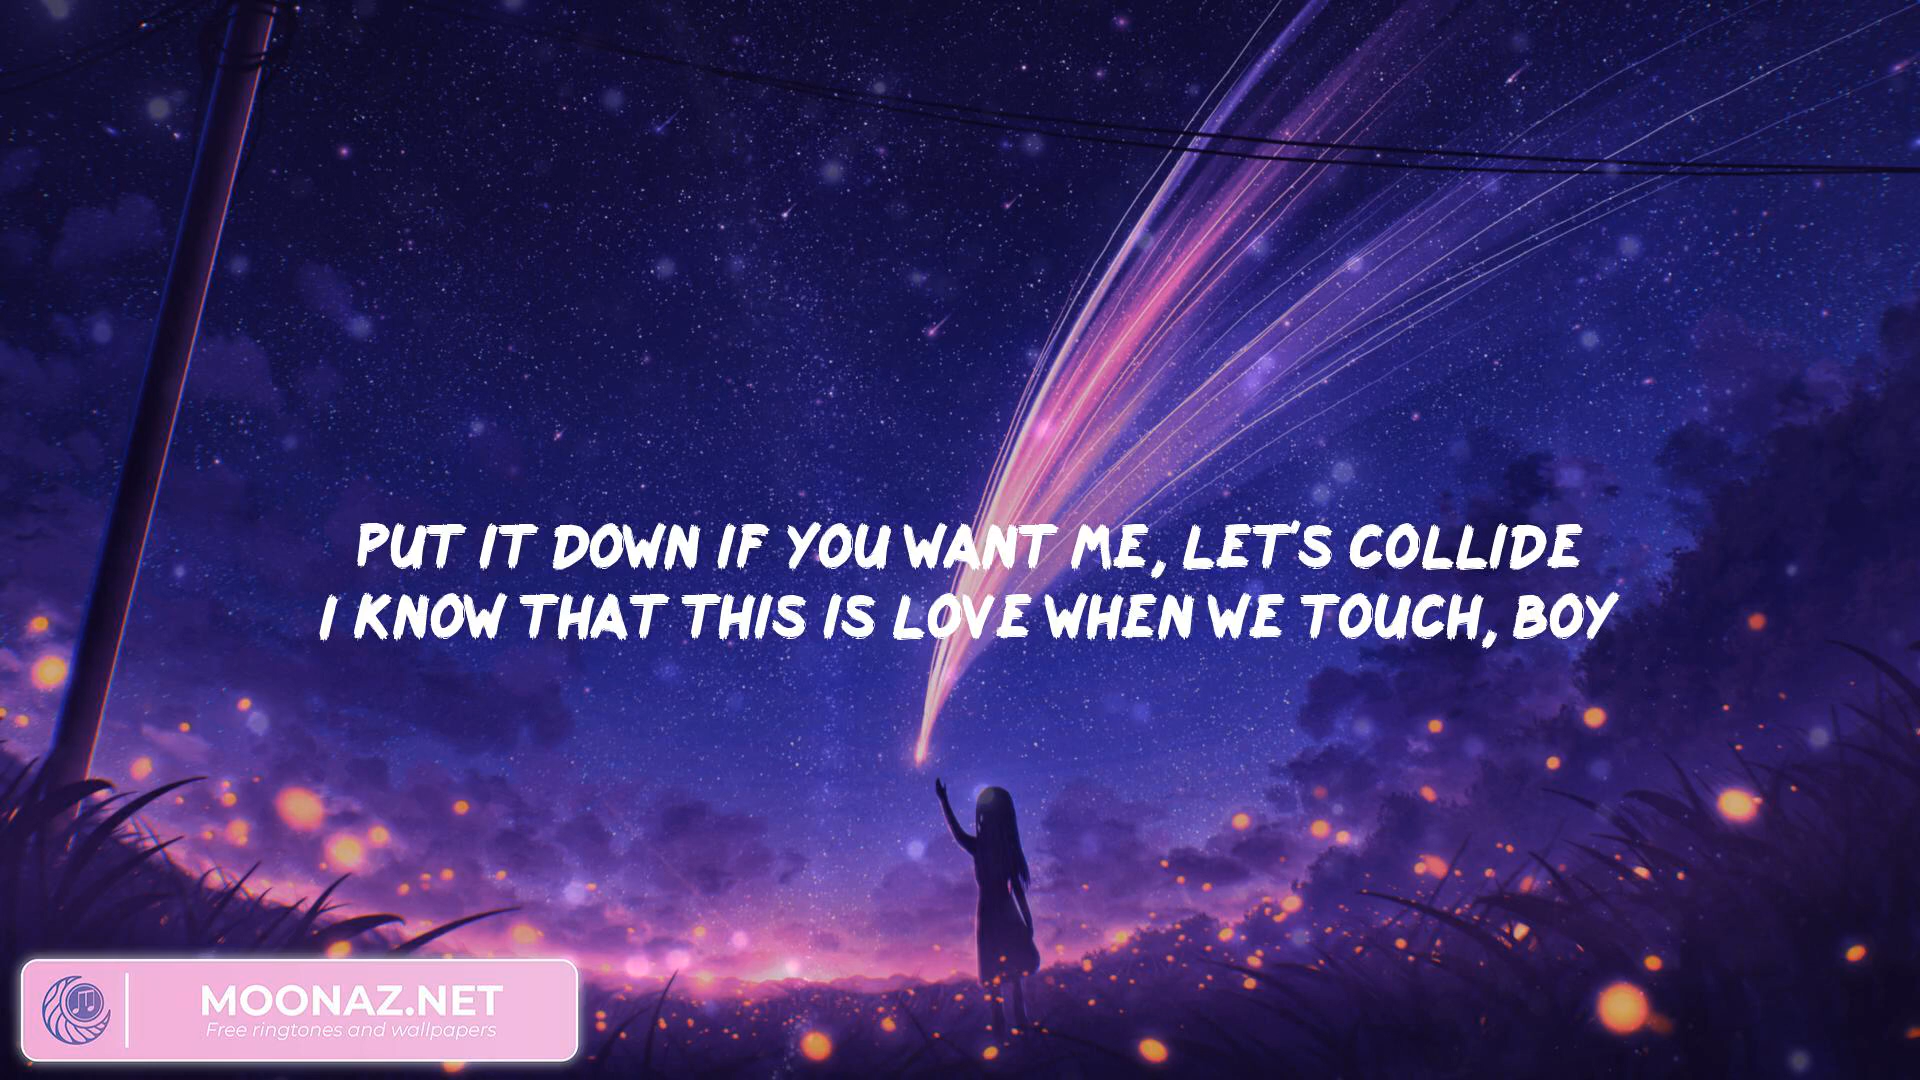 PUT IT DOWN IF YOU WANT ME, LET'S COLLIDE
I KNOW THAT THIS IS LOVE WHEN WE TOUCH, BOY
MOONAZ.NET
Free ringtones and wallpapers